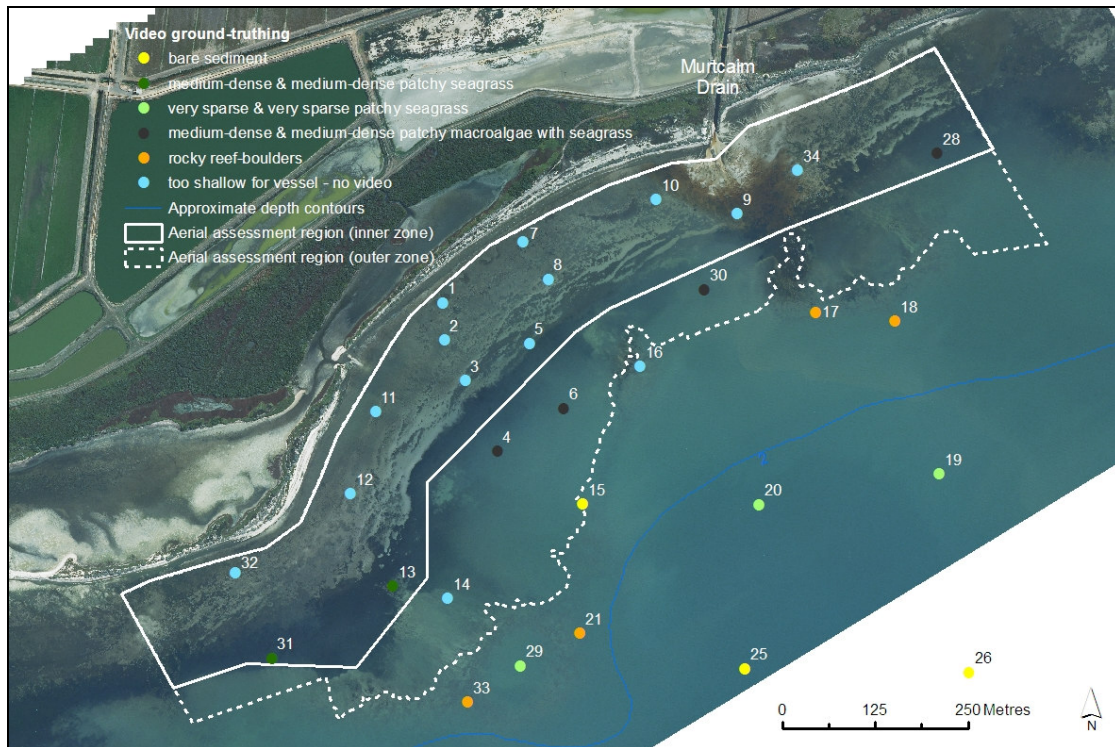 Video ground-truthing
bare sediment
medium-dense & medium-dense patchy seagrass
very sparse & very sparse patchy seagrass
medium-dense & medium-dense patchy macroalgae with seagrass
rocky reef-boulders
too shallow for vessel - no video
Approximate depth contours
Aerial assessment region (inner zone)
Aerial assessment region (outer zone)
Murtcaim
Drain
28
34
10
9
7
8
30
1
17
18
2
5
16
3
11
6
4
19
12
15
20
32
13
14
21
31
29
25
26
33
2
0 125 250 Metres
N